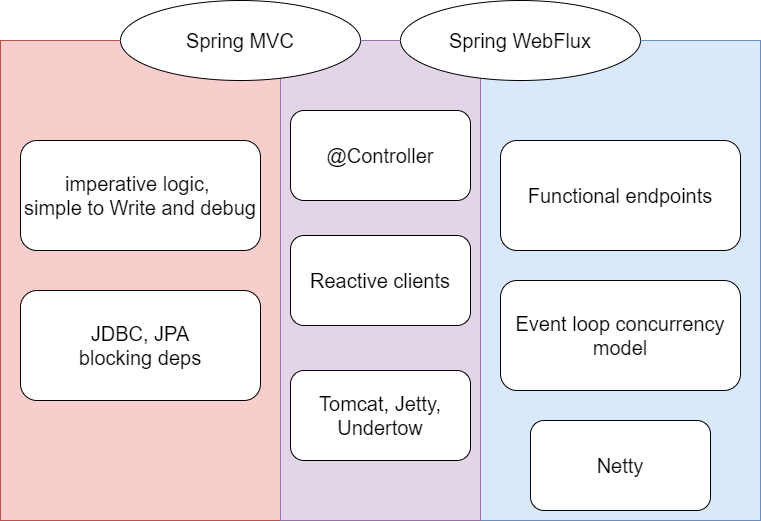 Spring MVC
Spring WebFlux
imperative logic,
simple to Write and debug
JDBC, JPA
blocking deps
@Controller
Reactive clients
Tomcat, Jetty,
Undertow
Functional endpoints
Event loop concurrency
model
Netty